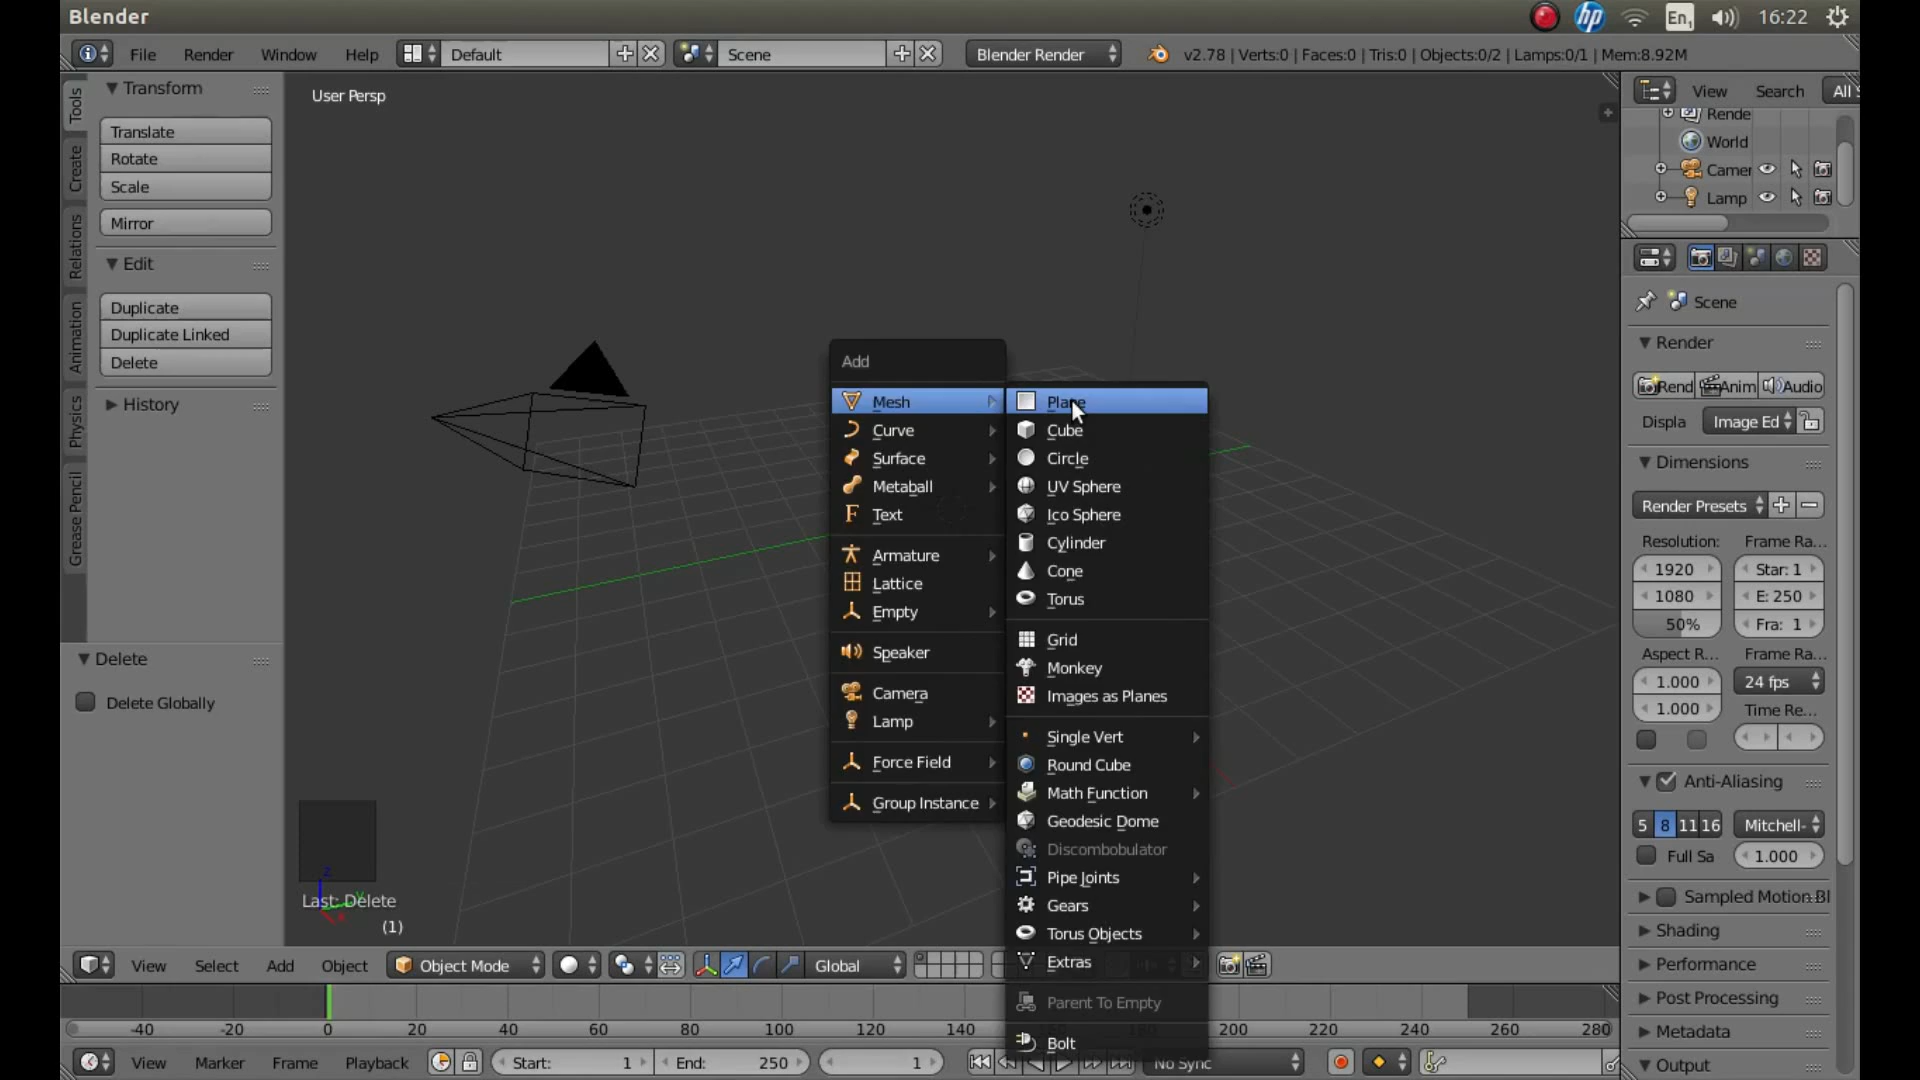 Blender
En1
16:22
File Render Window Help Default Scene Blender Render v2.78 | Verts:0 | Faces:0 | Tris:0 | Objects:0/2 | Lamps:0/1 | Mem:8.92M
Tools
Create
Relations
Animation
Physics
Grease Pencil
Transform
Translate
Rotate
Scale
Mirror
Edit
Duplicate
Duplicate Linked
Delete
History
Delete
Delete Globally
User Persp
Add
Mesh
Curve
Surface
Metaball
Text
Armature
Lattice
Empty
Speaker
Camera
Lamp
Force Field
Group Instance
Plane
Cube
Circle
UV Sphere
Ico Sphere
Cylinder
Cone
Torus
Grid
Monkey
Images as Planes
Single Vert
Round Cube
Math Function
Geodesic Dome
Discombobulator
Pipe Joints
Gears
Torus Objects
Extras
Parent To Empty
Bolt
z
y
x
Last: Delete
(1)
View Select Add Object Object Mode Global
-40 -20 0 20 40 60 80 100 120 140 200 220 240 260 280
View Marker Frame Playback Start: 1 End: 250 1 No Sync
View Search All
Rende
World
Camer
Lamp
Scene
Render
Rend Anim Audio
Displa Image Ed
Dimensions
Render Presets
Resolution: Frame Ra...
1920 Star: 1
1080 E: 250
50% Fra: 1
Aspect R... Frame Ra...
1.000 24 fps
1.000 Time Re...
Anti-Aliasing
5 8 11 16 Mitchell-
Full Sa 1.000
Sampled Motion Bl
Shading
Performance
Post Processing
Metadata
Output